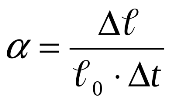 α = Δℓ / (ℓ₀ · Δt)